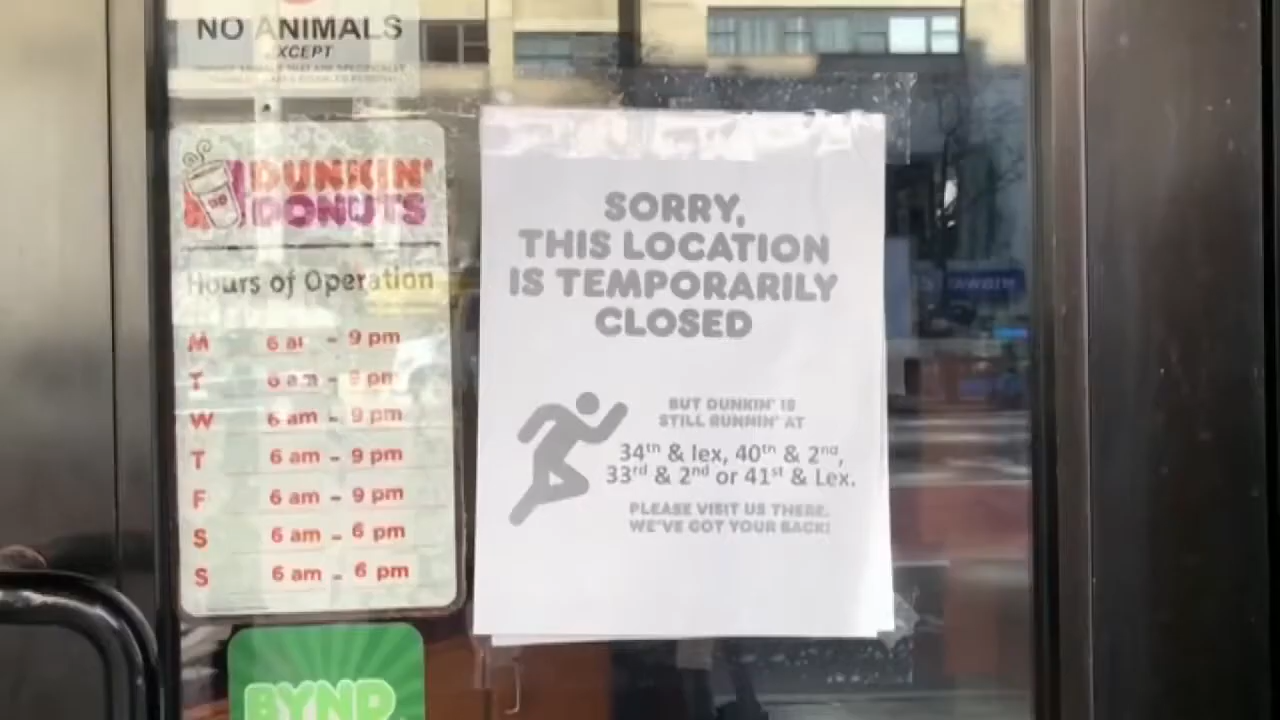 NO ANIMALS
EXCEPT
DUNKIN'
DONUTS
Hours of Operation
M 6 a - 9 pm
T 6 am - 9 pm
W 6 am - 9 pm
T 6 am - 9 pm
F 6 am - 9 pm
S 6 am - 6 pm
S 6 am - 6 pm
BYND
SORRY,
THIS LOCATION
IS TEMPORARILY
CLOSED
BUT DUNKIN' IS
STILL RUNNIN' AT
34th & lex, 40th & 2nd,
33rd & 2nd or 41st & Lex.
PLEASE VISIT US THERE.
WE'VE GOT YOUR BACK!